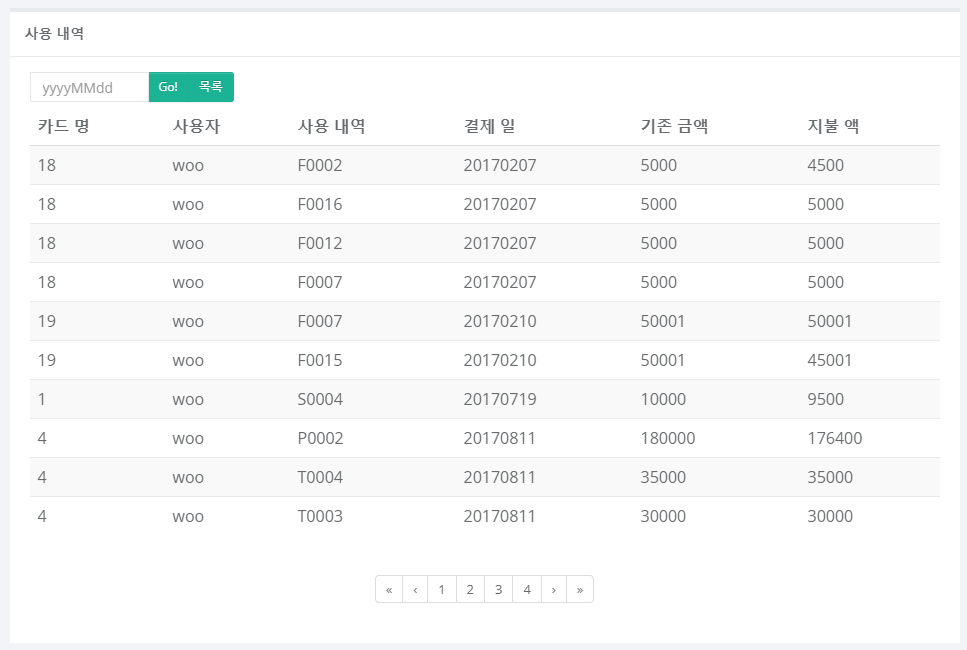 사용 내역
yyyyMMdd Go! 목록
카드 명 사용자 사용 내역 결제 일 기존 금액 지불 액
18 woo F0002 20170207 5000 4500
18 woo F0016 20170207 5000 5000
18 woo F0012 20170207 5000 5000
18 woo F0007 20170207 5000 5000
19 woo F0007 20170210 50001 50001
19 woo F0015 20170210 50001 45001
1 woo S0004 20170719 10000 9500
4 woo P0002 20170811 180000 176400
4 woo T0004 20170811 35000 35000
4 woo T0003 20170811 30000 30000
« ‹ 1 2 3 4 › »